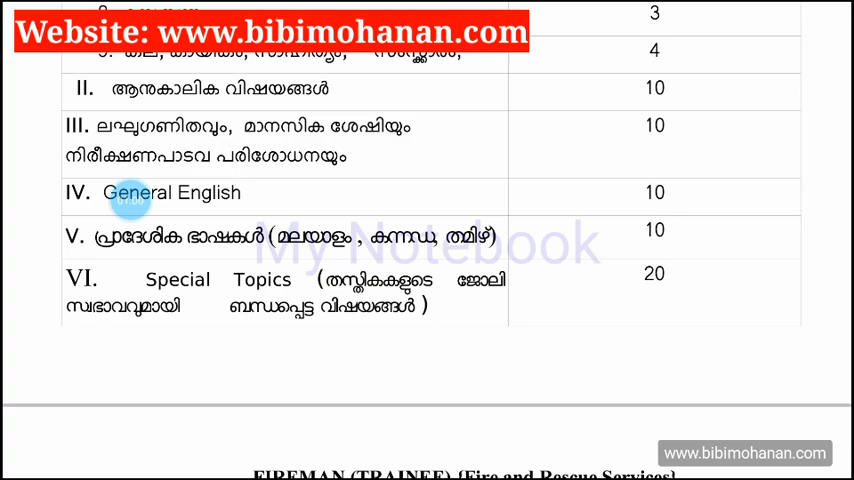 3
Website: www.bibimohanan.com
4
II. ആനുകാലിക വിഷയങ്ങൾ 10
III. ലഘുഗണിതവും, മാനസിക ശേഷിയും 10
നിരീക്ഷണപാടവ പരിശോധനയും
IV. General English 10
01:00
V. പ്രാദേശിക ഭാഷകൾ (മലയാളം , കന്നഡ, തമിഴ്) 10
My Notebook
VI. Special Topics (തസ്തികകളുടെ ജോലി 20
സ്വഭാവവുമായി ബന്ധപ്പെട്ട വിഷയങ്ങൾ )
www.bibimohanan.com
FIREMAN (TRAINEE) {Fire and Rescue Services}